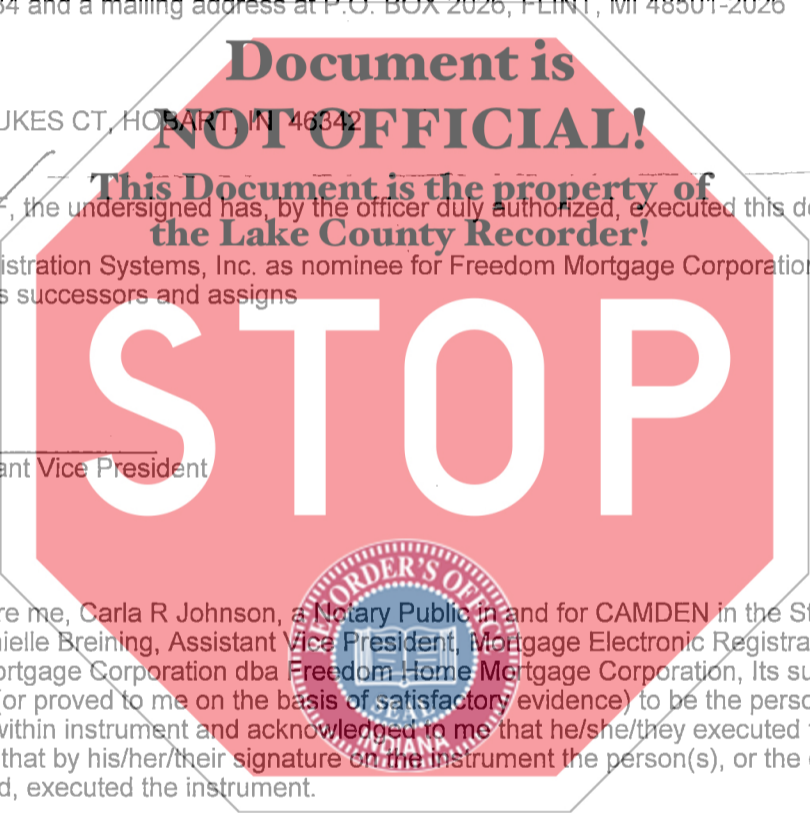 34 and a mailing address at P.O. BOX 2026, FLINT, MI 48501-2026
Document is
UKES CT, HOBART, IN 46342
NOT OFFICIAL!
This Document is the property of
F, the undersigned has, by the officer duly authorized, executed this de
the Lake County Recorder!
istration Systems, Inc. as nominee for Freedom Mortgage Corporation
s successors and assigns
STOP
ant Vice President
RECORDER'S OFFICE
re me, Carla R Johnson, a Notary Public in and for CAMDEN in the St
nielle Breining, Assistant Vice President, Mortgage Electronic Registra
ortgage Corporation dba Freedom Home Mortgage Corporation, Its su
(or proved to me on the basis of satisfactory evidence) to be the perso
SEAL
within instrument and acknowledged to me that he/she/they executed
INDIANA
that by his/her/their signature on the instrument the person(s), or the
d, executed the instrument.